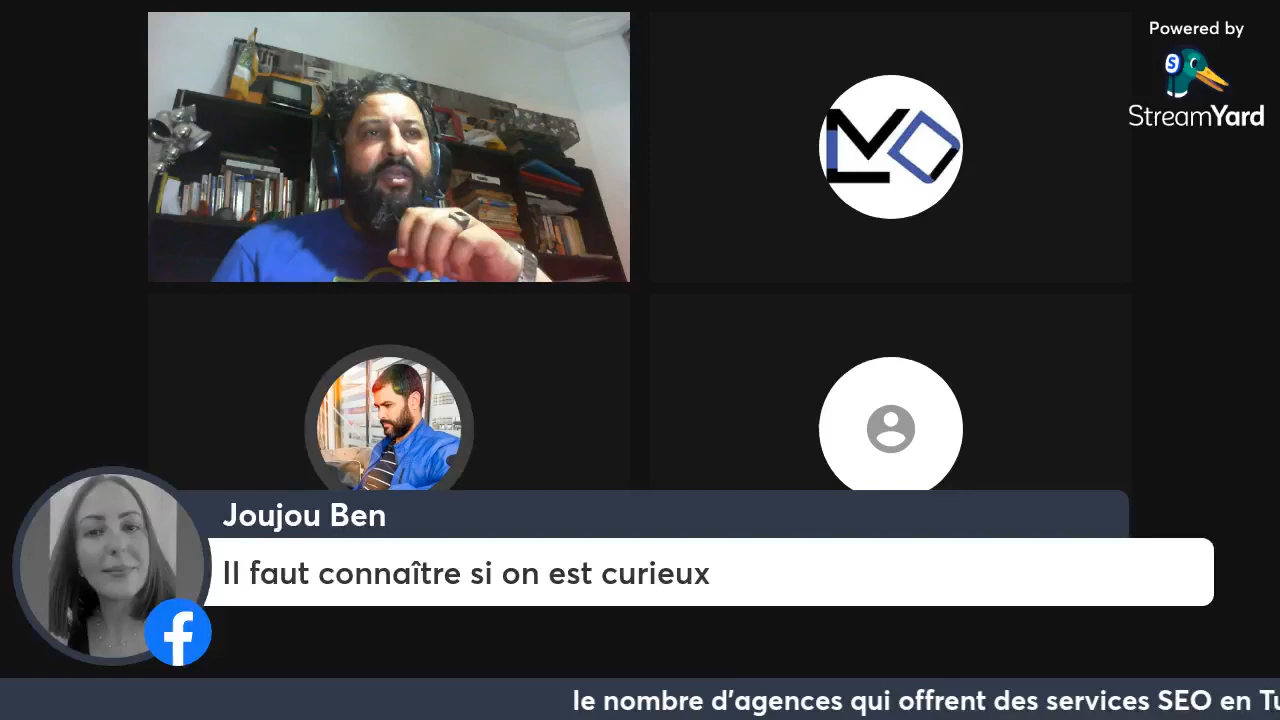 Powered by
S
StreamYard
Joujou Ben
Il faut connaître si on est curieux
le nombre d'agences qui offrent des services SEO en Tu